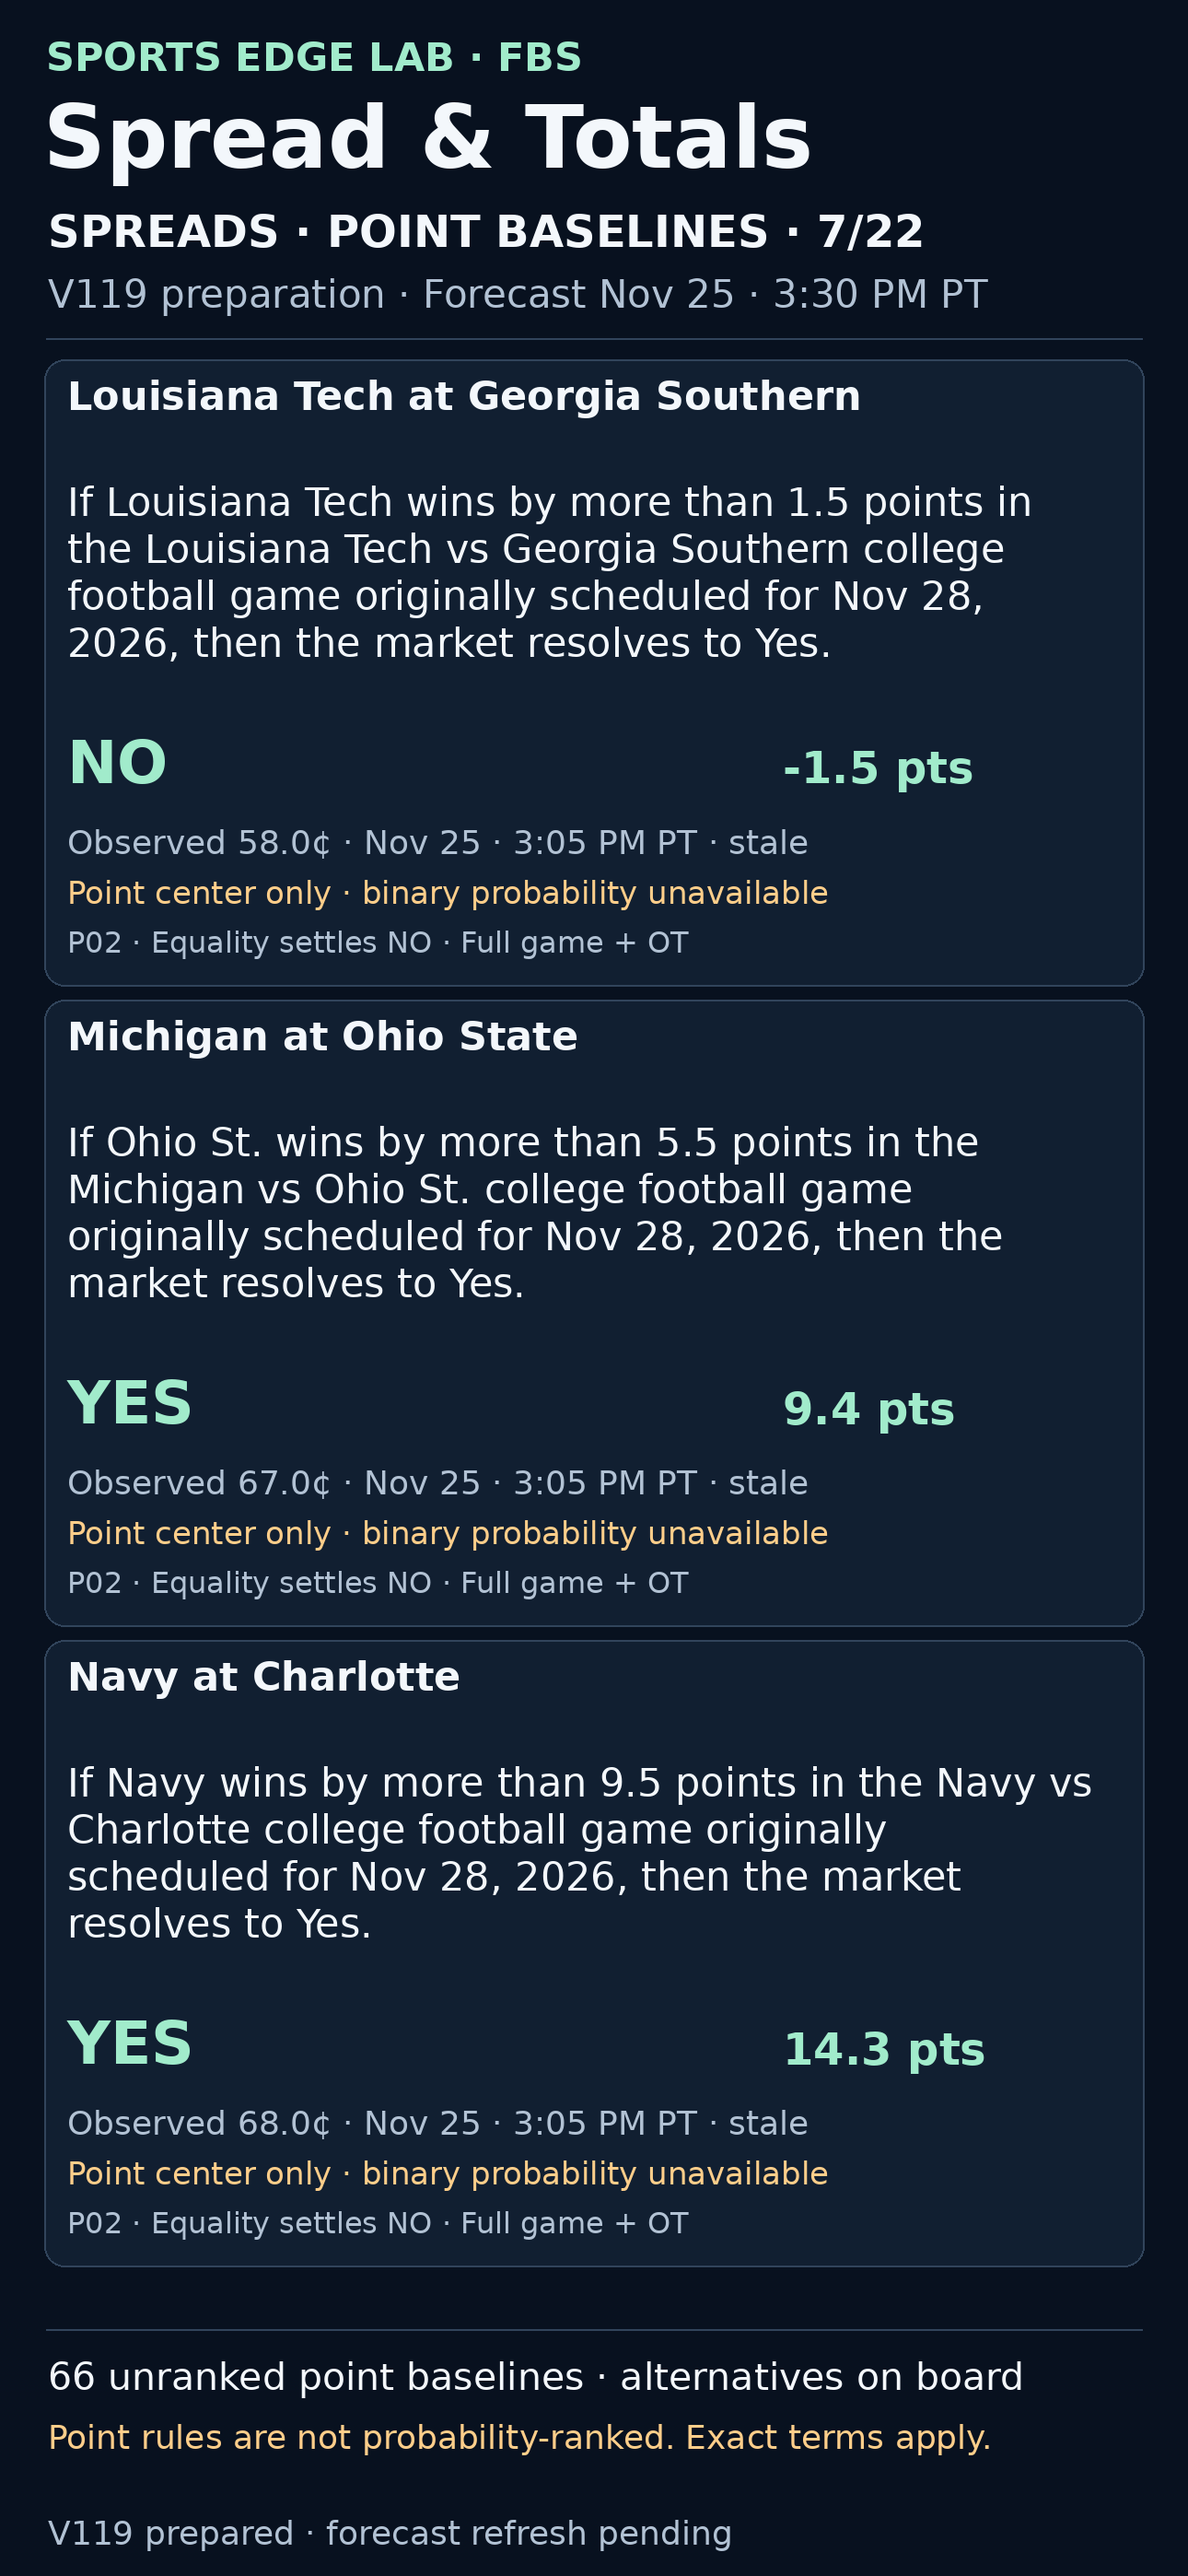 SPORTS EDGE LAB · FBS
Spread & Totals
SPREADS · POINT BASELINES · 7/22
V119 preparation · Forecast Nov 25 · 3:30 PM PT
Louisiana Tech at Georgia Southern
If Louisiana Tech wins by more than 1.5 points in
the Louisiana Tech vs Georgia Southern college
football game originally scheduled for Nov 28,
2026, then the market resolves to Yes.
NO -1.5 pts
Observed 58.0¢ · Nov 25 · 3:05 PM PT · stale
Point center only · binary probability unavailable
P02 · Equality settles NO · Full game + OT
Michigan at Ohio State
If Ohio St. wins by more than 5.5 points in the
Michigan vs Ohio St. college football game
originally scheduled for Nov 28, 2026, then the
market resolves to Yes.
YES 9.4 pts
Observed 67.0¢ · Nov 25 · 3:05 PM PT · stale
Point center only · binary probability unavailable
P02 · Equality settles NO · Full game + OT
Navy at Charlotte
If Navy wins by more than 9.5 points in the Navy vs
Charlotte college football game originally
scheduled for Nov 28, 2026, then the market
resolves to Yes.
YES 14.3 pts
Observed 68.0¢ · Nov 25 · 3:05 PM PT · stale
Point center only · binary probability unavailable
P02 · Equality settles NO · Full game + OT
66 unranked point baselines · alternatives on board
Point rules are not probability-ranked. Exact terms apply.
V119 prepared · forecast refresh pending